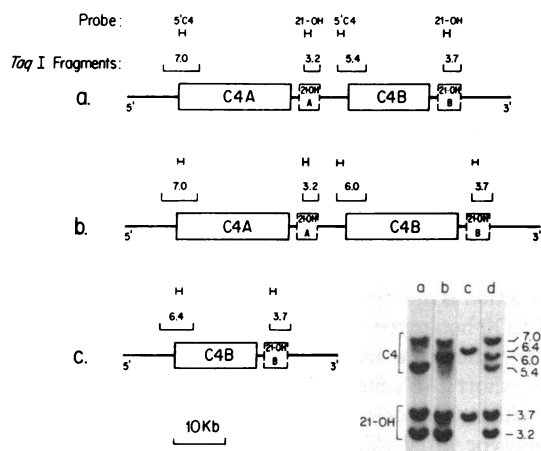 Probe: 5'C4 21-OH 5'C4 21-OH
Taq I Fragments: 7.0 3.2 5.4 3.7
a. 5' C4A 21-OH A C4B 21-OH B 3'
7.0 3.2 6.0 3.7
b. 5' C4A 21-OH A C4B 21-OH B 3'
6.4 3.7
c. 5' C4B 21-OH B 3'
10Kb
a b c d
C4
7.0
6.4
6.0
5.4
21-OH
3.7
3.2